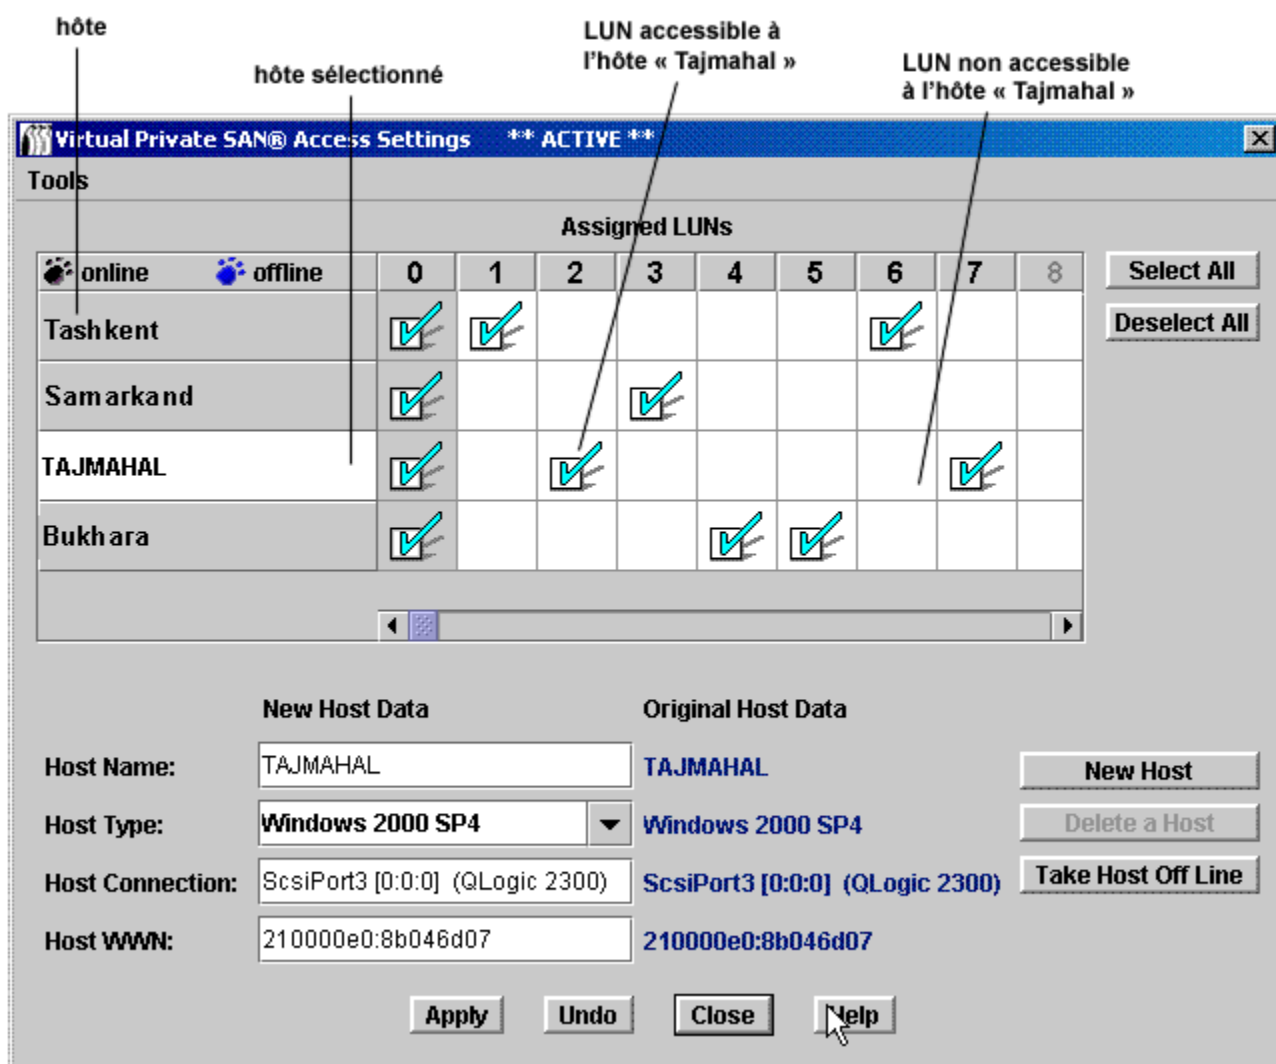 hôte
hôte sélectionné
LUN accessible à
l'hôte « Tajmahal »
LUN non accessible
à l'hôte « Tajmahal »
Virtual Private SAN® Access Settings ** ACTIVE **
Tools
Assigned LUNs
online offline 0 1 2 3 4 5 6 7 8
Select All
Tashkent
Deselect All
Samarkand
TAJMAHAL
Bukhara
New Host Data Original Host Data
Host Name: TAJMAHAL TAJMAHAL
New Host
Host Type: Windows 2000 SP4 Windows 2000 SP4
Delete a Host
Host Connection: ScsiPort3 [0:0:0] (QLogic 2300) ScsiPort3 [0:0:0] (QLogic 2300)
Take Host Off Line
Host WWN: 210000e0:8b046d07 210000e0:8b046d07
Apply Undo Close Help